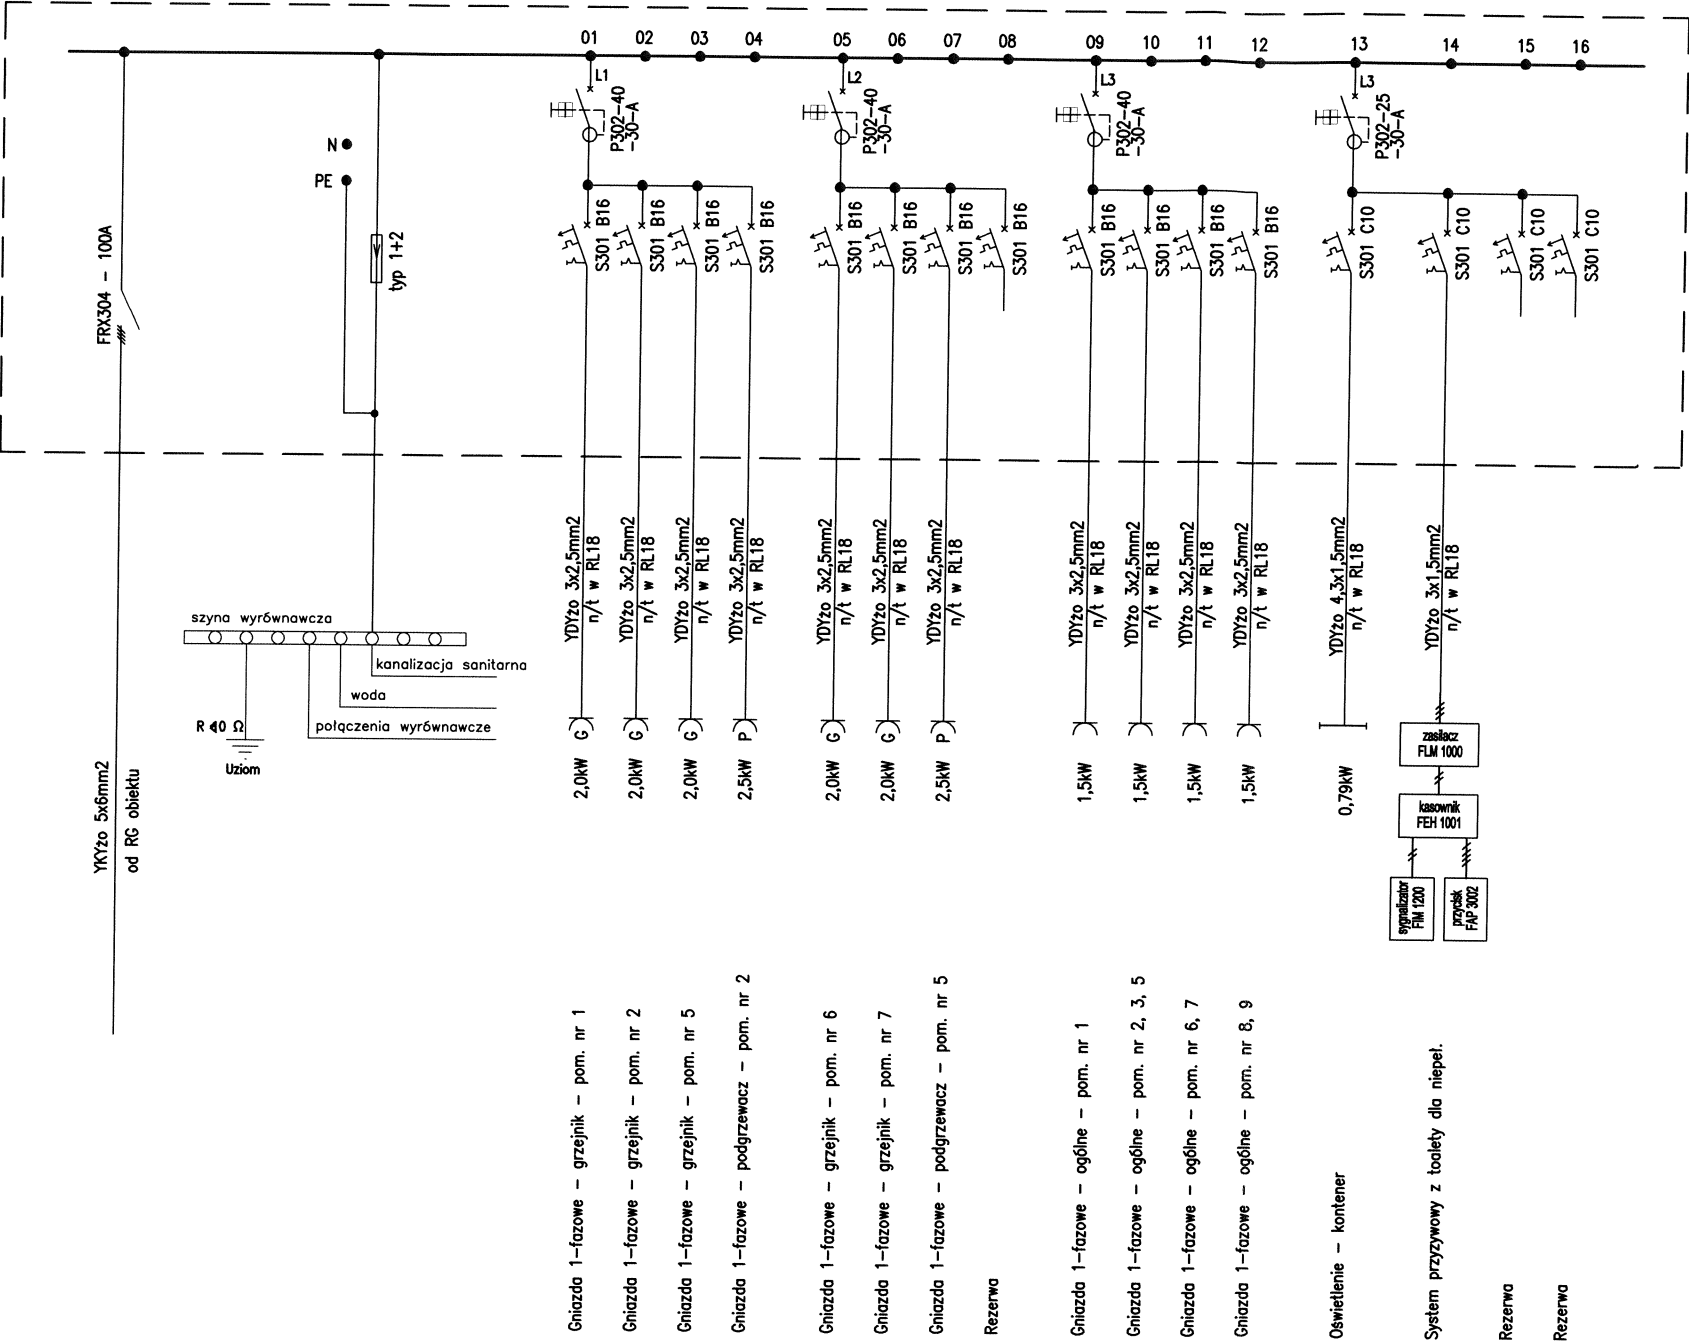 01 02 03 04 05 06 07 08 09 10 11 12 13 14 15 16
L1
P302-40
-30-A
L2
P302-40
-30-A
L3
P302-40
-30-A
L3
P302-25
-30-A
N
PE
FRX304 - 100A
typ 1+2
S301 B16
S301 B16
S301 B16
S301 B16
S301 B16
S301 B16
S301 B16
S301 B16
S301 B16
S301 B16
S301 B16
S301 B16
S301 C10
S301 C10
S301 C10
S301 C10
YDYżo 3x2,5mm2
n/t w RL18
YDYżo 3x2,5mm2
n/t w RL18
YDYżo 3x2,5mm2
n/t w RL18
YDYżo 3x2,5mm2
n/t w RL18
YDYżo 3x2,5mm2
n/t w RL18
YDYżo 3x2,5mm2
n/t w RL18
YDYżo 3x2,5mm2
n/t w RL18
YDYżo 3x2,5mm2
n/t w RL18
YDYżo 3x2,5mm2
n/t w RL18
YDYżo 3x2,5mm2
n/t w RL18
YDYżo 3x2,5mm2
n/t w RL18
YDYżo 4,3x1,5mm2
n/t w RL18
YDYżo 3x1,5mm2
n/t w RL18
szyna wyrównawcza
kanalizacja sanitarna
woda
połączenia wyrównawcze
R 10 Ω
Uziom
YKYżo 5x6mm2
od RG obiektu
G
G
G
P
G
G
P
2,0kW
2,0kW
2,0kW
2,5kW
2,0kW
2,0kW
2,5kW
1,5kW
1,5kW
1,5kW
1,5kW
0,79kW
zasilacz
FLM 1000
kasownik
FEH 1001
sygnalizator
FIM 1200
przycisk
FAP 3002
Gniazda 1-fazowe - grzejnik - pom. nr 1
Gniazda 1-fazowe - grzejnik - pom. nr 2
Gniazda 1-fazowe - grzejnik - pom. nr 5
Gniazda 1-fazowe - podgrzewacz - pom. nr 2
Gniazda 1-fazowe - grzejnik - pom. nr 6
Gniazda 1-fazowe - grzejnik - pom. nr 7
Gniazda 1-fazowe - podgrzewacz - pom. nr 5
Rezerwa
Gniazda 1-fazowe - ogólne - pom. nr 1
Gniazda 1-fazowe - ogólne - pom. nr 2, 3, 5
Gniazda 1-fazowe - ogólne - pom. nr 6, 7
Gniazda 1-fazowe - ogólne - pom. nr 8, 9
Oświetlenie - kontener
System przyzywowy z toalety dla niepeł.
Rezerwa
Rezerwa